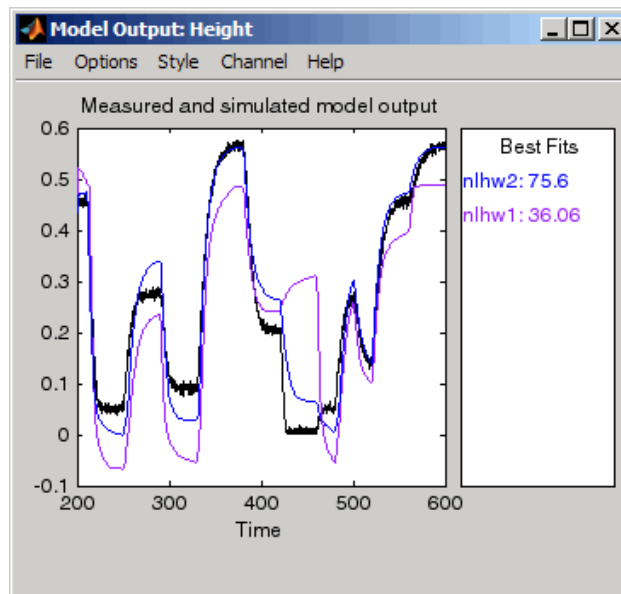 Model Output: Height
File Options Style Channel Help
Measured and simulated model output
0.6
0.5
0.4
0.3
0.2
0.1
0
-0.1
200 300 400 500 600
Time
Best Fits
nlhw2: 75.6
nlhw1: 36.06